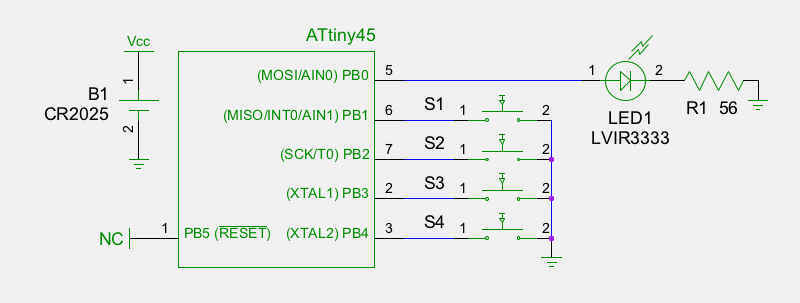 ATtiny45
Vcc
1
B1
CR2025
2
(MOSI/AIN0) PB0
5
1
2
LED1
LVIR3333
R1 56
(MISO/INT0/AIN1) PB1
6
S1
1
2
(SCK/T0) PB2
7
S2
1
2
(XTAL1) PB3
2
S3
1
2
NC
1
PB5 (RESET)
(XTAL2) PB4
3
S4
1
2